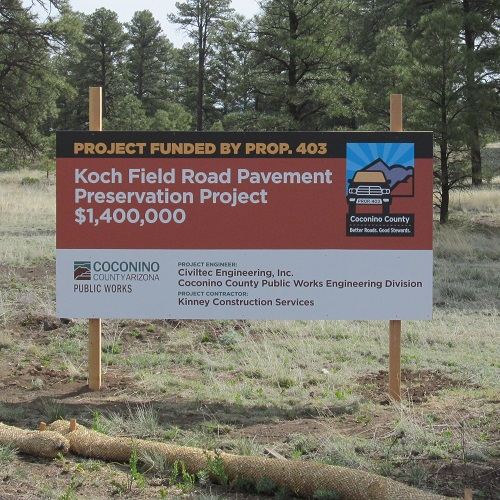 PROJECT FUNDED BY PROP. 403
Koch Field Road Pavement
Preservation Project
$1,400,000
PROP 403
Coconino County
Better Roads. Good Stewards.
COCONINO
COUNTY ARIZONA
PUBLIC WORKS
PROJECT ENGINEER:
Civiltec Engineering, Inc.
Coconino County Public Works Engineering Division
PROJECT CONTRACTOR:
Kinney Construction Services